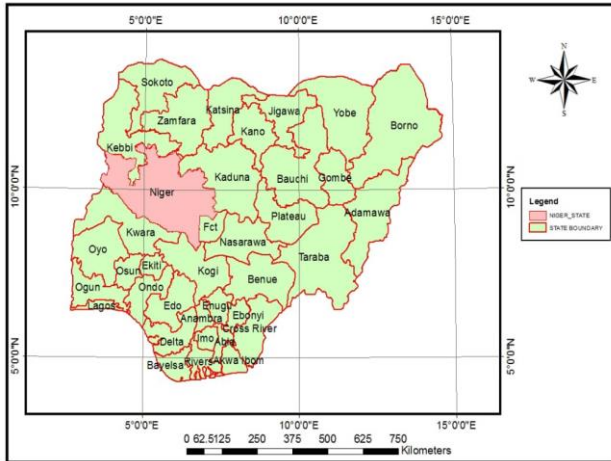 5°0'0"E
10°0'0"E
15°0'0"E
N
W
E
S
Sokoto
Katsina
Jigawa
Yobe
Borno
Zamfara
Kano
Kebbi
Kaduna
Bauchi
Gombe
10°0'0"N
10°0'0"N
Niger
Adamawa
Plateau
Fct
Kwara
Nasarawa
Taraba
Oyo
Ekiti
Kogi
Osun
Benue
Ogun
Ondo
Lagos
Edo
Enugu
Ebonyi
Anambra
Cross River
Imo
Abia
Delta
Bayelsa
Rivers
Akwa Ibom
5°0'0"N
5°0'0"N
Legend
NIGER_STATE
STATE BOUNDARY
5°0'0"E
10°0'0"E
15°0'0"E
0 62.5125 250 375 500 625 750
Kilometers